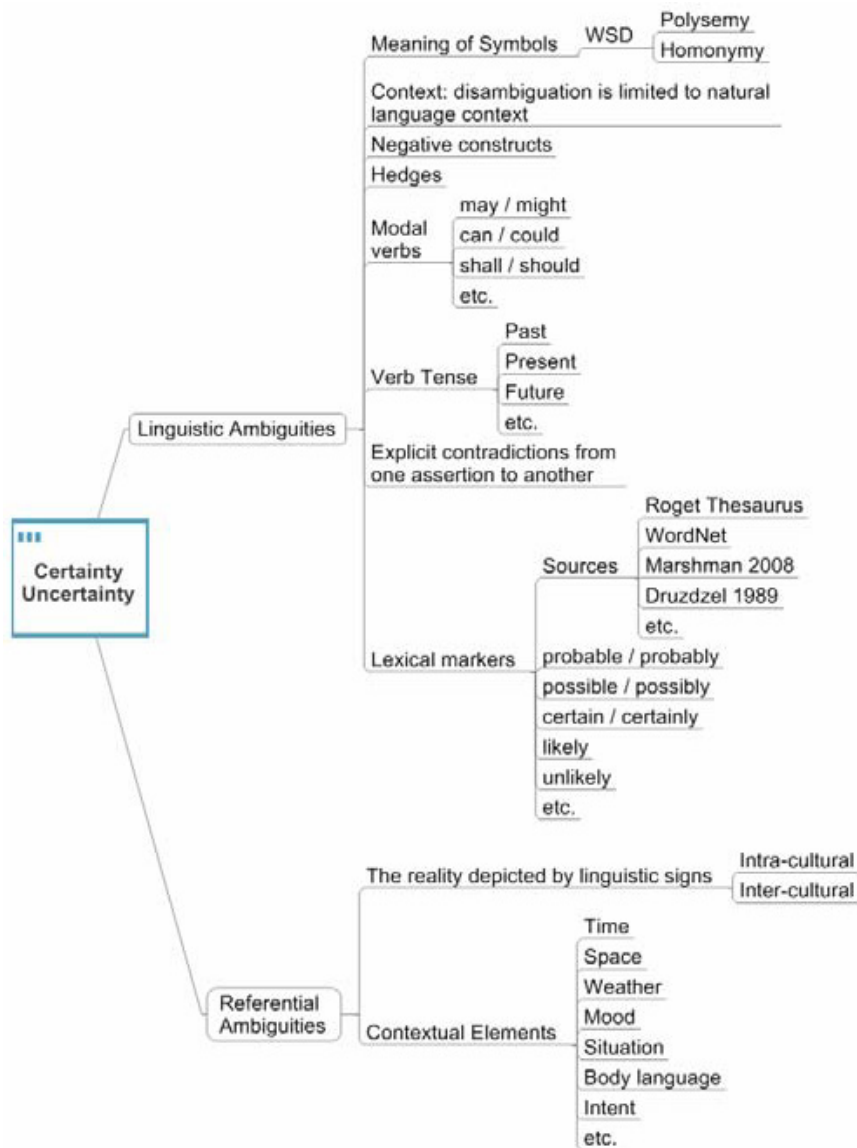 Meaning of Symbols
WSD
Polysemy
Homonymy
Context: disambiguation is limited to natural
language context
Negative constructs
Hedges
Modal
verbs
may / might
can / could
shall / should
etc.
Verb Tense
Past
Present
Future
etc.
Linguistic Ambiguities
Explicit contradictions from
one assertion to another
Certainty
Uncertainty
Lexical markers
Sources
Roget Thesaurus
WordNet
Marshman 2008
Druzdzel 1989
etc.
probable / probably
possible / possibly
certain / certainly
likely
unlikely
etc.
Referential
Ambiguities
The reality depicted by linguistic signs
Intra-cultural
Inter-cultural
Contextual Elements
Time
Space
Weather
Mood
Situation
Body language
Intent
etc.